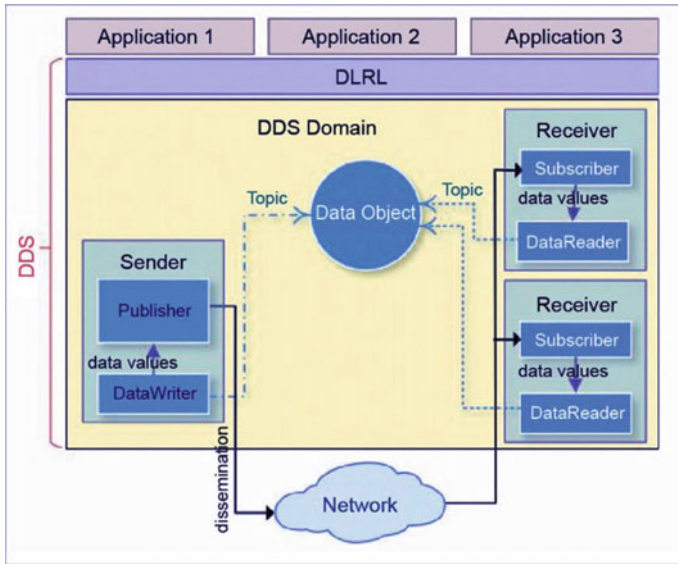 Application 1
Application 2
Application 3
DLRL
DDS
DDS Domain
Receiver
Subscriber
data values
DataReader
Topic
Topic
Data Object
Sender
Publisher
data values
DataWriter
Receiver
Subscriber
data values
DataReader
dissemination
Network